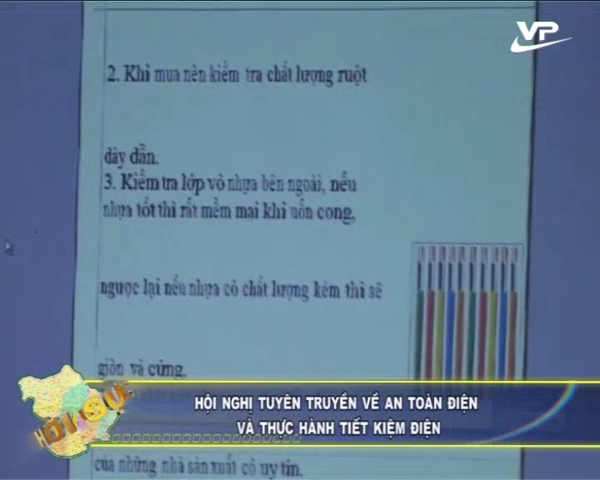 VP
2. Khi mua nên kiểm tra chất lượng ruột
dây dẫn.
3. Kiểm tra lớp vỏ nhựa bên ngoài, nếu
nhựa tốt thì rất mềm mại khi uốn cong,
ngược lại nếu nhựa có chất lượng kém thì sẽ
giòn và cứng.
THỜI SỰ
HỘI NGHỊ TUYÊN TRUYỀN VỀ AN TOÀN ĐIỆN
VÀ THỰC HÀNH TIẾT KIỆM ĐIỆN
của những nhà sản xuất có uy tín.